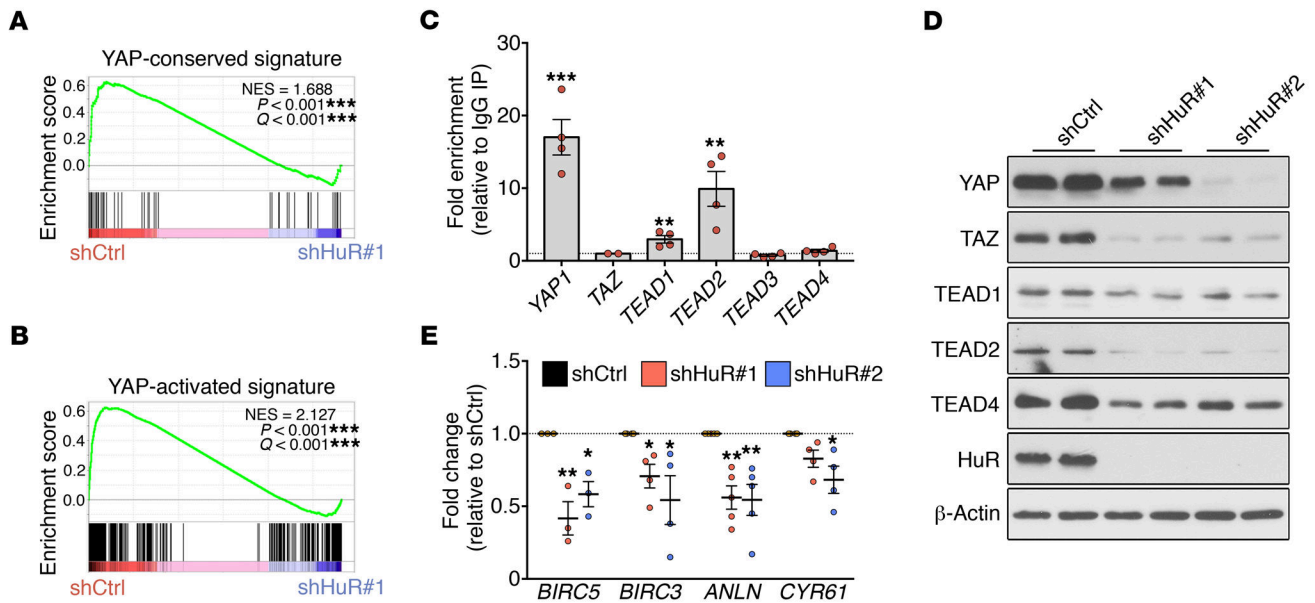 A
YAP-conserved signature
Enrichment score
0.6
0.4
0.2
0.0
NES = 1.688
P < 0.001 ***
Q < 0.001 ***
shCtrl
shHuR#1
B
YAP-activated signature
Enrichment score
0.6
0.4
0.2
0.0
NES = 2.127
P < 0.001 ***
Q < 0.001 ***
shCtrl
shHuR#1
C
Fold enrichment
(relative to IgG IP)
30
20
10
0
***
**
**
YAP1
TAZ
TEAD1
TEAD2
TEAD3
TEAD4
D
shCtrl
shHuR#1
shHuR#2
YAP
TAZ
TEAD1
TEAD2
TEAD4
HuR
β-Actin
E
Fold change
(relative to shCtrl)
1.5
1.0
0.5
0
shCtrl
shHuR#1
shHuR#2
**
*
*
*
**
**
*
BIRC5
BIRC3
ANLN
CYR61